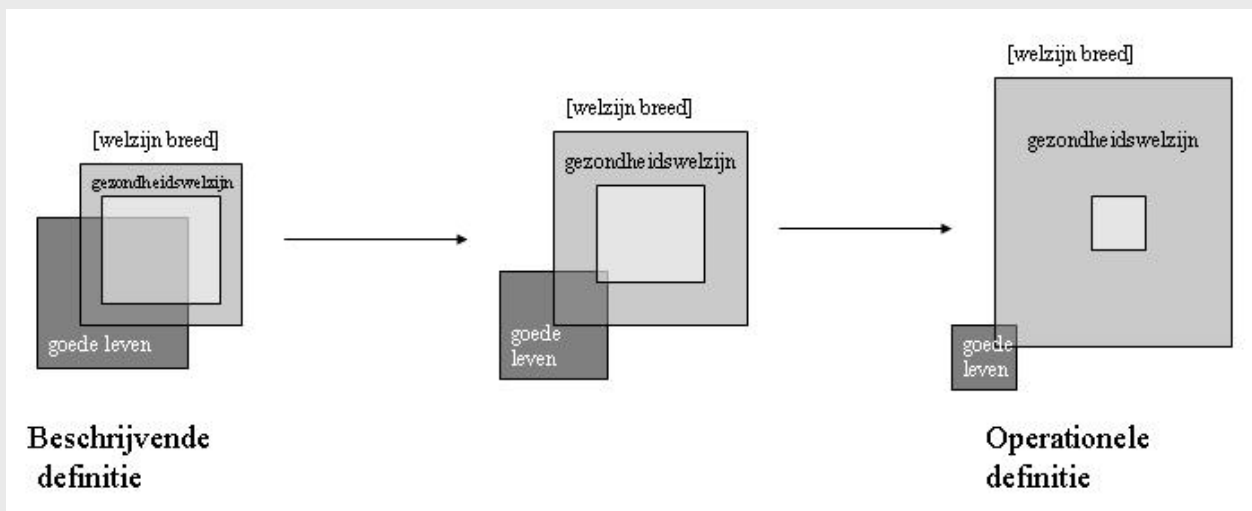 [welzijn breed]
gezondheidswelzijn
goede leven
[welzijn breed]
gezondheidswelzijn
goede
leven
[welzijn breed]
gezondheidswelzijn
goede
leven
Beschrijvende
definitie
Operationele
definitie